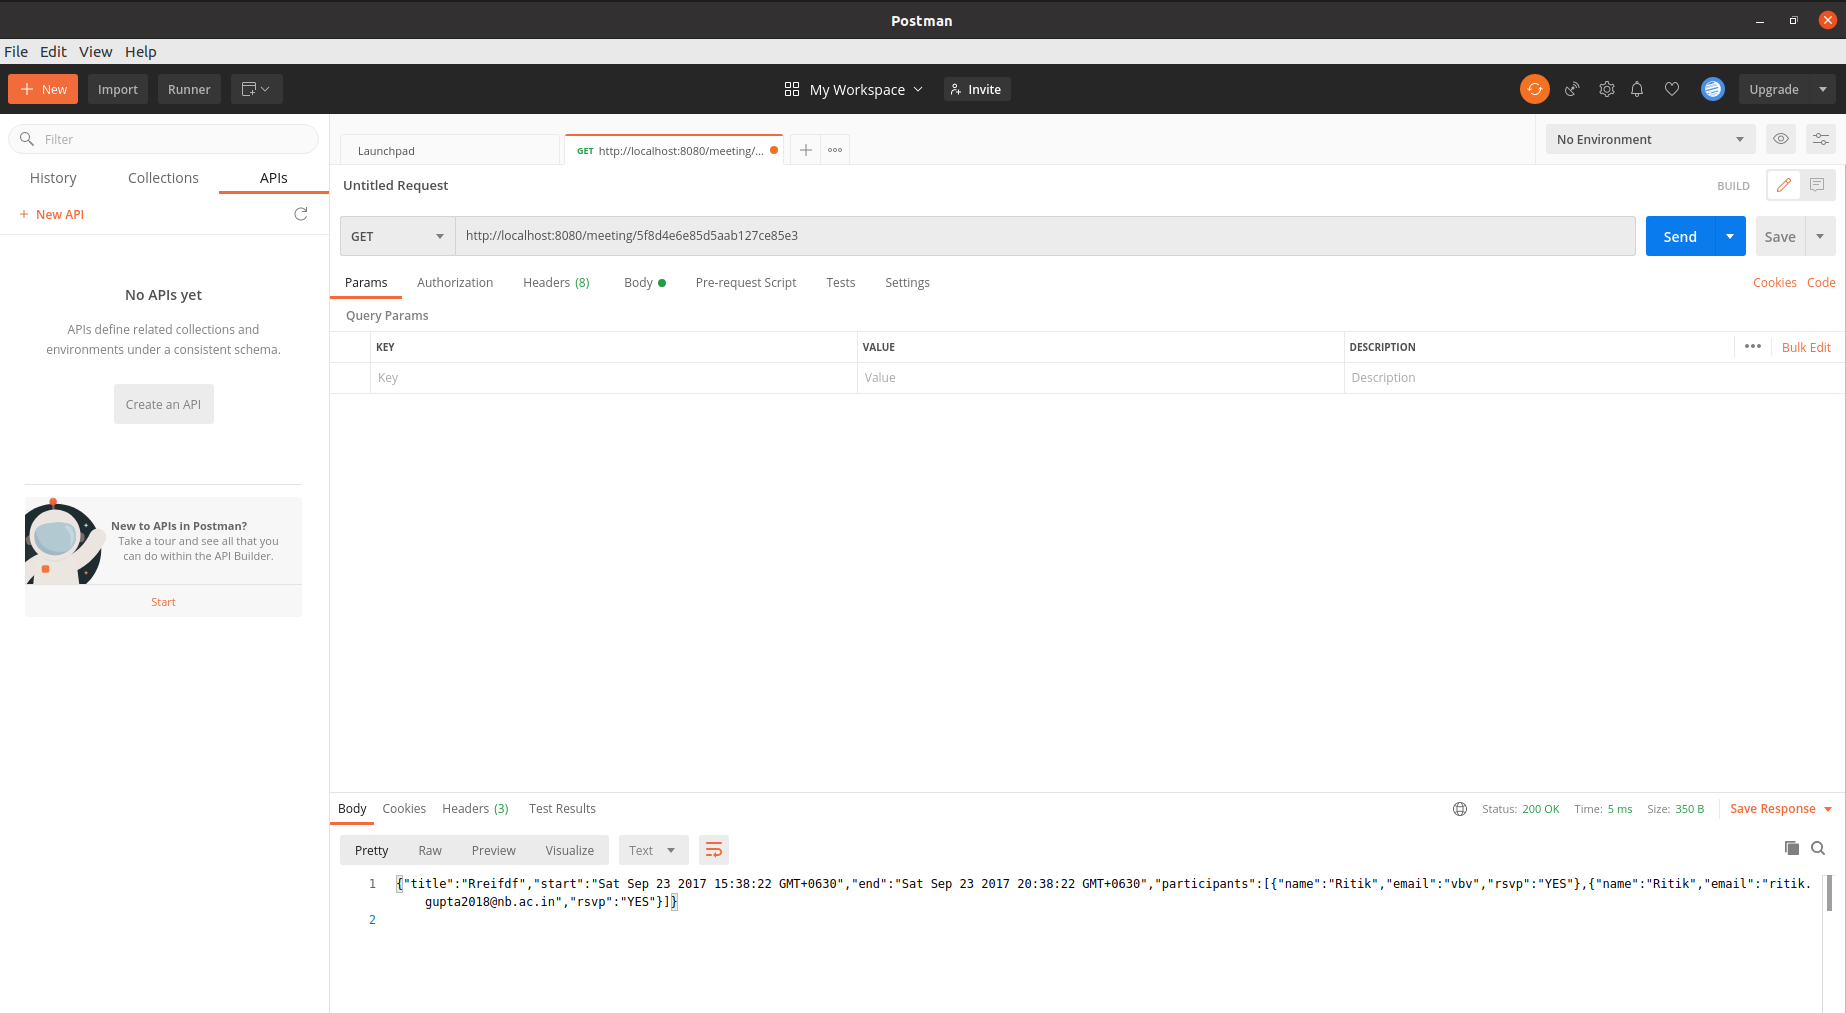 Postman
File Edit View Help
New Import Runner My Workspace Invite Upgrade
Filter
History Collections APIs
+ New API
No APIs yet
APIs define related collections and
environments under a consistent schema.
Create an API
New to APIs in Postman?
Take a tour and see all that you
can do within the API Builder.
Start
Launchpad GET http://localhost:8080/meeting/... No Environment
Untitled Request BUILD
GET http://localhost:8080/meeting/5f8d4e6e85d5aab127ce85e3 Send Save
Params Authorization Headers (8) Body Pre-request Script Tests Settings Cookies Code
Query Params
KEY VALUE DESCRIPTION ••• Bulk Edit
Key Value Description
Body Cookies Headers (3) Test Results Status: 200 OK Time: 5 ms Size: 350 B Save Response
Pretty Raw Preview Visualize Text
1 {"title":"Rreifdf","start":"Sat Sep 23 2017 15:38:22 GMT+0630","end":"Sat Sep 23 2017 20:38:22 GMT+0630","participants":[{"name":"Ritik","email":"vbv","rsvp":"YES"},{"name":"Ritik","email":"ritik.
gupta2018@nb.ac.in","rsvp":"YES"}]}
2